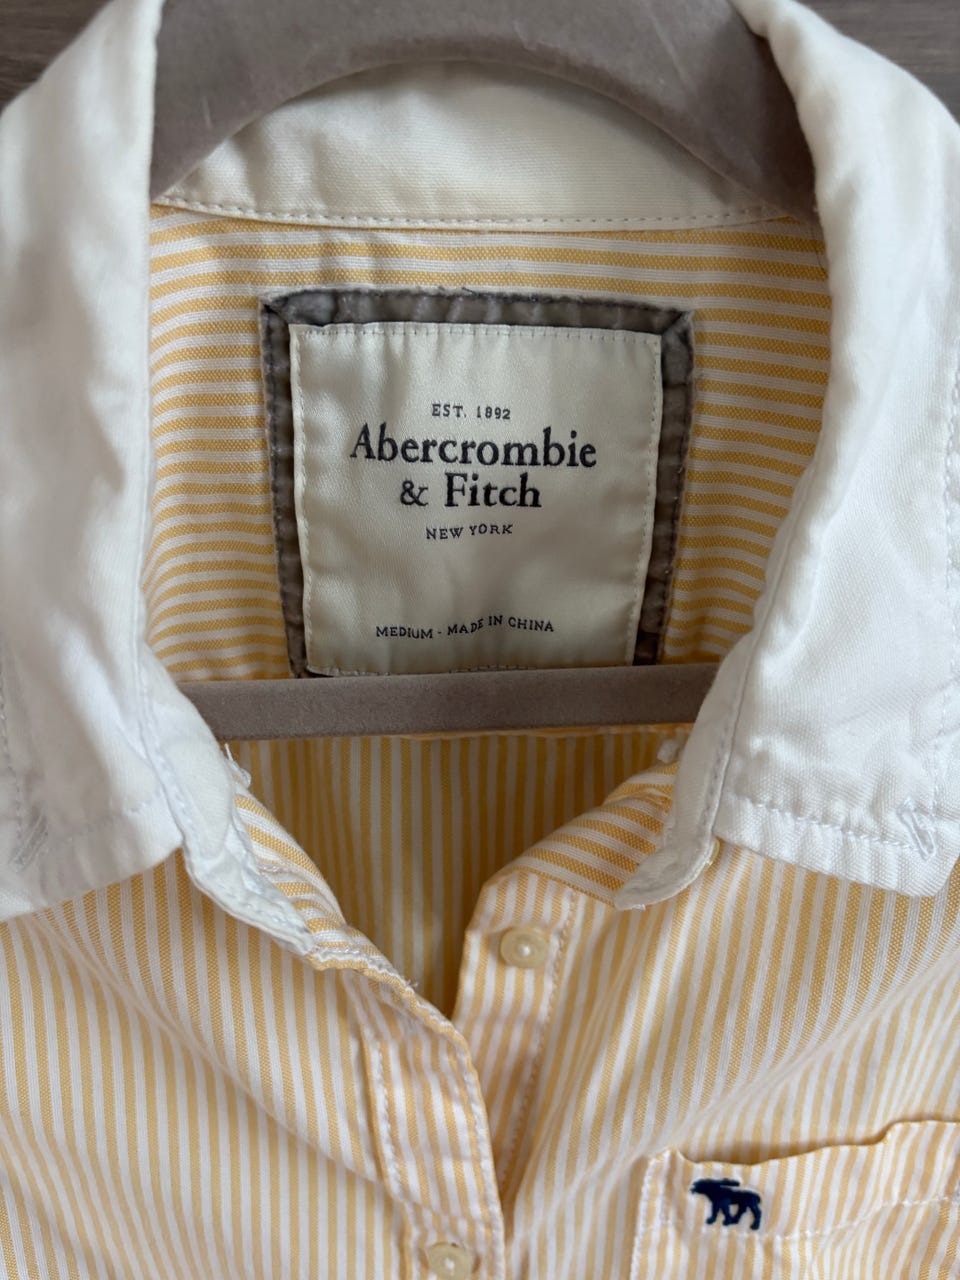 EST. 1892
Abercrombie
& Fitch
NEW YORK
MEDIUM - MADE IN CHINA